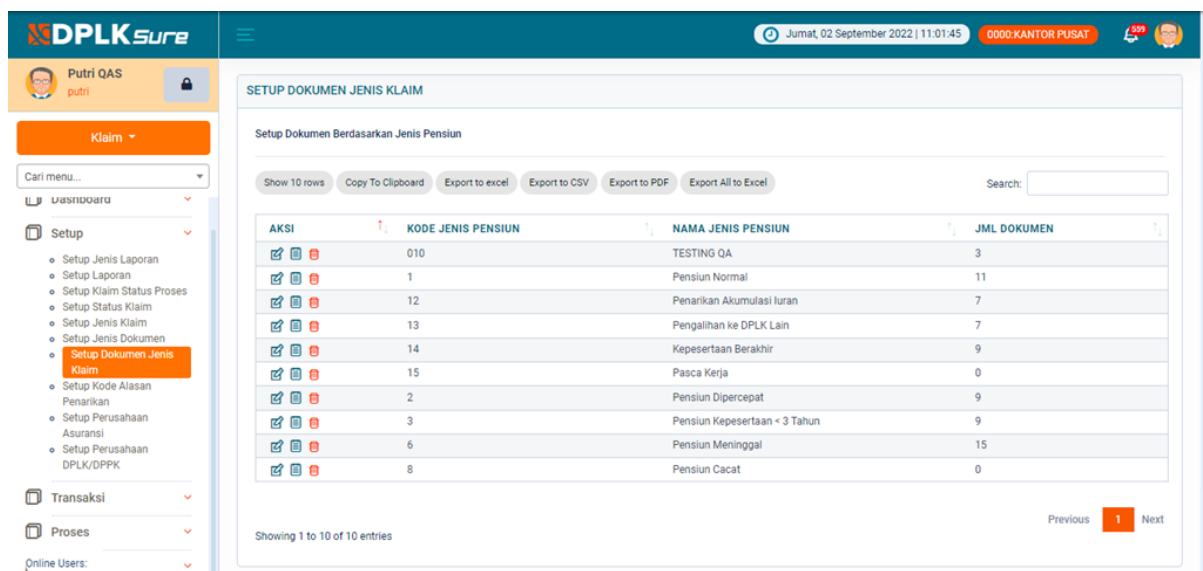 DPLKsure
Jumat, 02 September 2022 | 11:01:45
0000:KANTOR PUSAT
559
Putri QAS
putri
Klaim
Cari menu...
Dashboard
Setup
Setup Jenis Laporan
Setup Laporan
Setup Klaim Status Proses
Setup Status Klaim
Setup Jenis Klaim
Setup Jenis Dokumen
Setup Dokumen Jenis
Klaim
Setup Kode Alasan
Penarikan
Setup Perusahaan
Asuransi
Setup Perusahaan
DPLK/DPPK
Transaksi
Proses
Online Users:
SETUP DOKUMEN JENIS KLAIM
Setup Dokumen Berdasarkan Jenis Pensiun
Show 10 rows Copy To Clipboard Export to excel Export to CSV Export to PDF Export All to Excel Search:
AKSI KODE JENIS PENSIUN NAMA JENIS PENSIUN JML DOKUMEN
010 TESTING QA 3
1 Pensiun Normal 11
12 Penarikan Akumulasi Iuran 7
13 Pengalihan ke DPLK Lain 7
14 Kepesertaan Berakhir 9
15 Pasca Kerja 0
2 Pensiun Dipercepat 9
3 Pensiun Kepesertaan < 3 Tahun 9
6 Pensiun Meninggal 15
8 Pensiun Cacat 0
Previous 1 Next
Showing 1 to 10 of 10 entries